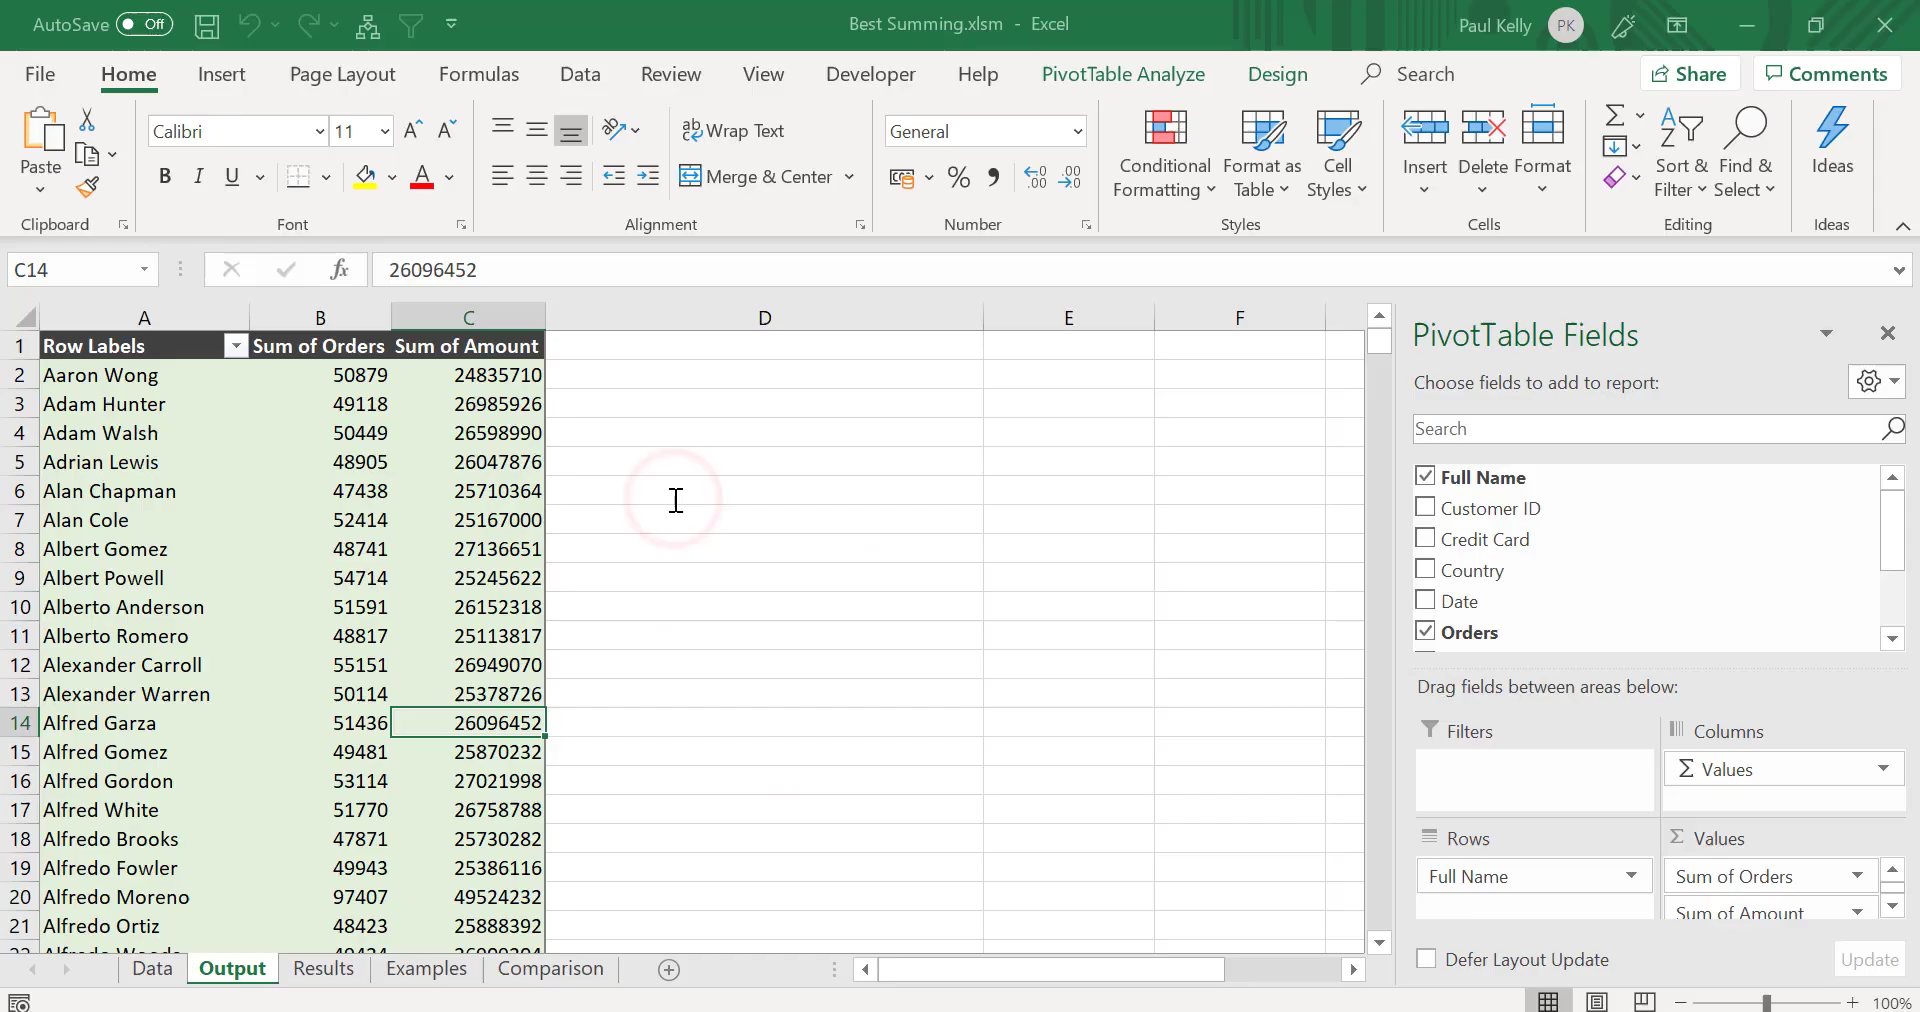 AutoSave Off Best Summing.xlsm - Excel Paul Kelly PK
File Home Insert Page Layout Formulas Data Review View Developer Help PivotTable Analyze Design Search Share Comments
Paste
Calibri 11
B I U
ab Wrap Text
Merge & Center
General
% 9 .00 .00
Conditional Formatting
Format as Table
Cell Styles
Insert Delete Format
Sort & Filter
Find & Select
Ideas
Clipboard Font Alignment Number Styles Cells Editing Ideas
C14 fx 26096452
A B C D E F
1 Row Labels Sum of Orders Sum of Amount
2 Aaron Wong 50879 24835710
3 Adam Hunter 49118 26985926
4 Adam Walsh 50449 26598990
5 Adrian Lewis 48905 26047876
6 Alan Chapman 47438 25710364
7 Alan Cole 52414 25167000
8 Albert Gomez 48741 27136651
9 Albert Powell 54714 25245622
10 Alberto Anderson 51591 26152318
11 Alberto Romero 48817 25113817
12 Alexander Carroll 55151 26949070
13 Alexander Warren 50114 25378726
14 Alfred Garza 51436 26096452
15 Alfred Gomez 49481 25870232
16 Alfred Gordon 53114 27021998
17 Alfred White 51770 26758788
18 Alfredo Brooks 47871 25730282
19 Alfredo Fowler 49943 25386116
20 Alfredo Moreno 97407 49524232
21 Alfredo Ortiz 48423 25888392
PivotTable Fields
Choose fields to add to report:
Search
Full Name
Customer ID
Credit Card
Country
Date
Orders
Drag fields between areas below:
Filters
Columns
Σ Values
Rows
Full Name
Σ Values
Sum of Orders
Sum of Amount
Defer Layout Update Update
Data Output Results Examples Comparison
100%